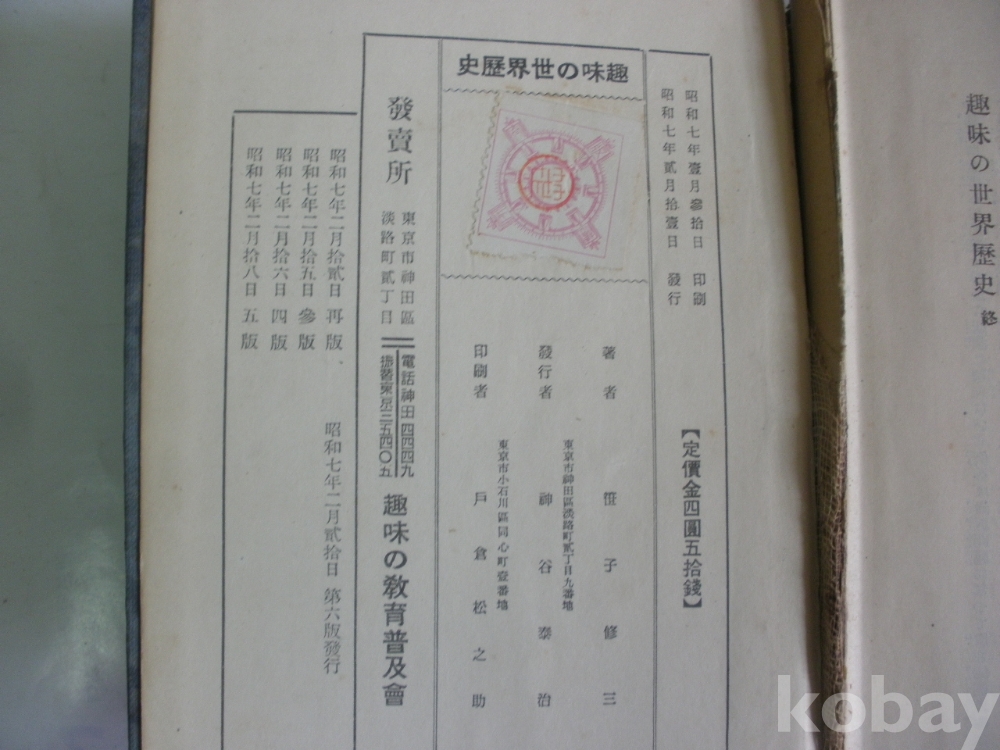 趣味の世界歴史 終
趣味の世界歷史
昭和七年壹月參拾日 印刷
昭和七年貳月拾壹日 發行
【定價金四圓五拾錢】
著者 笹子修三
發行者 東京市神田區淡路町貳丁目九番地 神谷泰治
印刷者 東京市小石川區同心町壹番地 戶倉松之助
發賣所
東京市神田區
淡路町貳丁目
電話神田四四四九
振替東京三五四〇五
趣味の敎育普及會
昭和七年二月拾貳日再版
昭和七年二月拾五日參版
昭和七年二月拾六日四版
昭和七年二月拾八日五版
昭和七年二月貳拾日 第六版發行
kobay